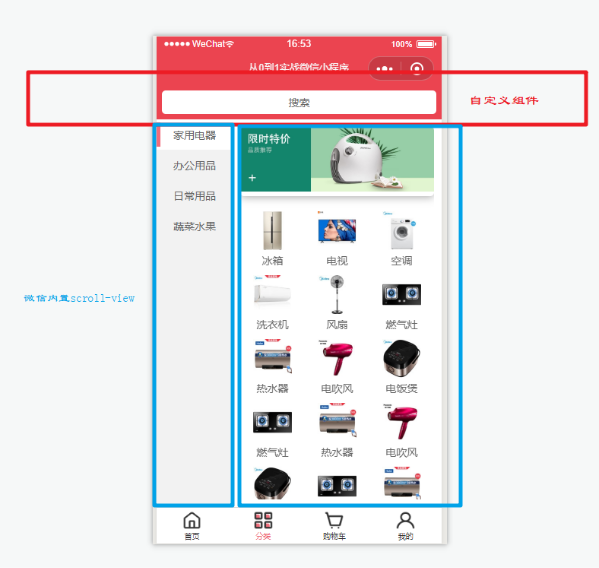 ●●●●● WeChat 16:53 100%
从0到1实战微信小程序
搜索
自定义组件
家用电器
办公用品
日常用品
蔬菜水果
限时特价
品质推荐
+
冰箱 电视 空调
洗衣机 风扇 燃气灶
热水器 电吹风 电饭煲
燃气灶 热水器 电吹风
微信内置scroll-view
首页 分类 购物车 我的